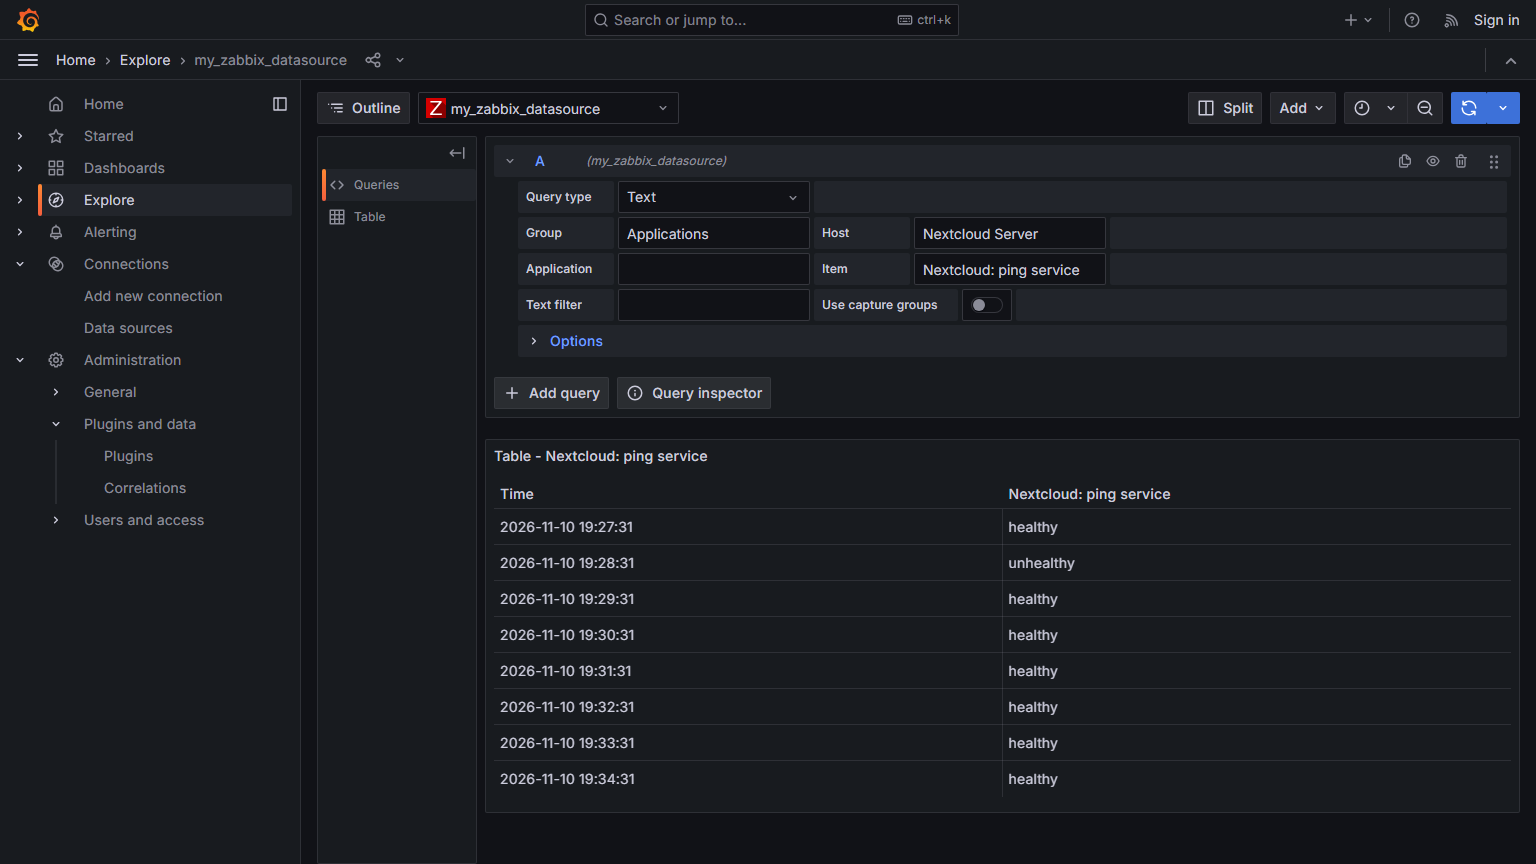 Search or jump to...
ctrl+k
Sign in
Home › Explore › my_zabbix_datasource
Home
Starred
Dashboards
Explore
Alerting
Connections
Add new connection
Data sources
Administration
General
Plugins and data
Plugins
Correlations
Users and access
Outline
Z my_zabbix_datasource
Split
Add
Queries
Table
A (my_zabbix_datasource)
Query type Text
Group Applications Host Nextcloud Server
Application Item Nextcloud: ping service
Text filter Use capture groups
Options
Add query Query inspector
Table - Nextcloud: ping service
Time Nextcloud: ping service
2026-11-10 19:27:31 healthy
2026-11-10 19:28:31 unhealthy
2026-11-10 19:29:31 healthy
2026-11-10 19:30:31 healthy
2026-11-10 19:31:31 healthy
2026-11-10 19:32:31 healthy
2026-11-10 19:33:31 healthy
2026-11-10 19:34:31 healthy